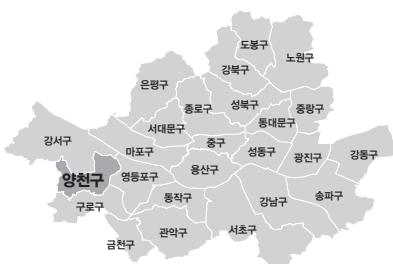 도봉구
노원구
강북구
은평구
성북구
종로구
중랑구
동대문구
서대문구
강서구
중구
마포구
성동구
강동구
광진구
용산구
양천구
영등포구
동작구
송파구
강남구
구로구
서초구
관악구
금천구